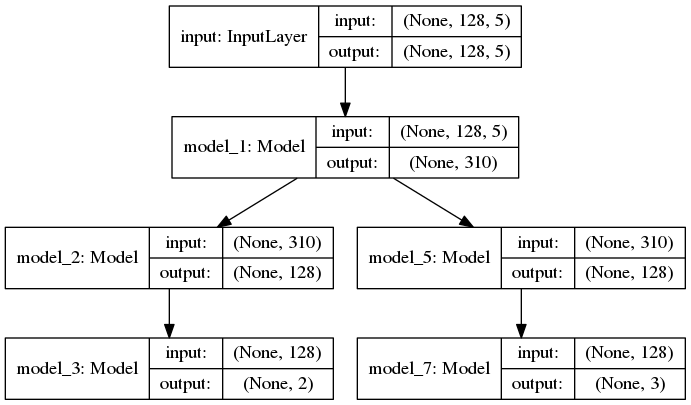 input: InputLayer
input: (None, 128, 5)
output: (None, 128, 5)
model_1: Model
input: (None, 128, 5)
output: (None, 310)
model_2: Model
input: (None, 310)
output: (None, 128)
model_5: Model
input: (None, 310)
output: (None, 128)
model_3: Model
input: (None, 128)
output: (None, 2)
model_7: Model
input: (None, 128)
output: (None, 3)